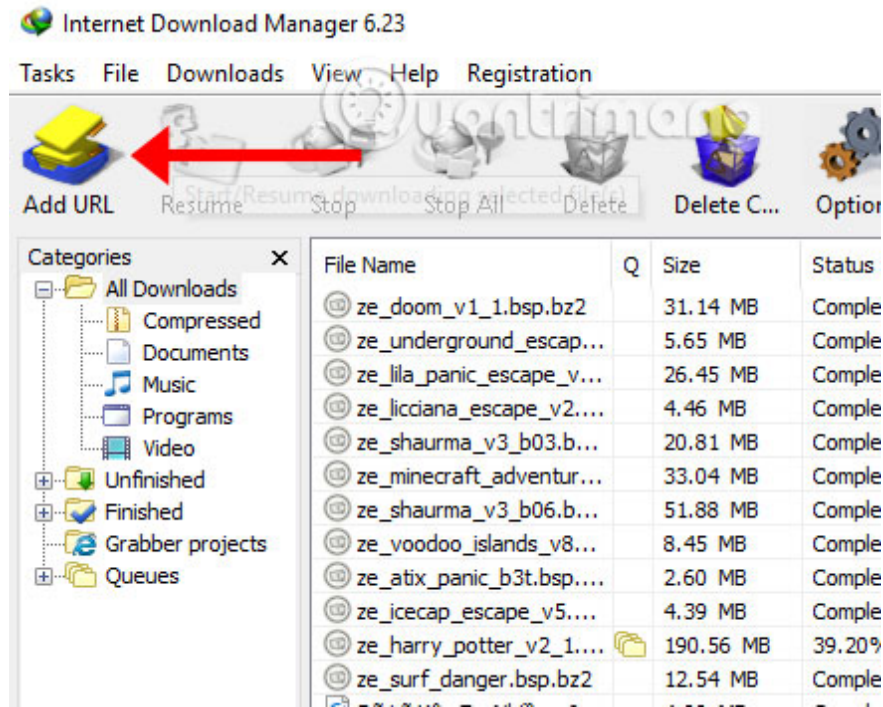 Internet Download Manager 6.23
Tasks File Downloads View Help Registration
Quantrimang
Add URL Resume Stop Stop All Delete Delete C... Option
Start/Resume downloading selected file(s)
Categories
All Downloads
Compressed
Documents
Music
Programs
Video
Unfinished
Finished
Grabber projects
Queues
File Name Q Size Status
ze_doom_v1_1.bsp.bz2 31.14 MB Comple
ze_underground_escap... 5.65 MB Comple
ze_lila_panic_escape_v... 26.45 MB Comple
ze_licciana_escape_v2.... 4.46 MB Comple
ze_shaurma_v3_b03.b... 20.81 MB Comple
ze_minecraft_adventur... 33.04 MB Comple
ze_shaurma_v3_b06.b... 51.88 MB Comple
ze_voodoo_islands_v8... 8.45 MB Comple
ze_atix_panic_b3t.bsp.... 2.60 MB Comple
ze_icecap_escape_v5.... 4.39 MB Comple
ze_harry_potter_v2_1.... 190.56 MB 39.20%
ze_surf_danger.bsp.bz2 12.54 MB Comple